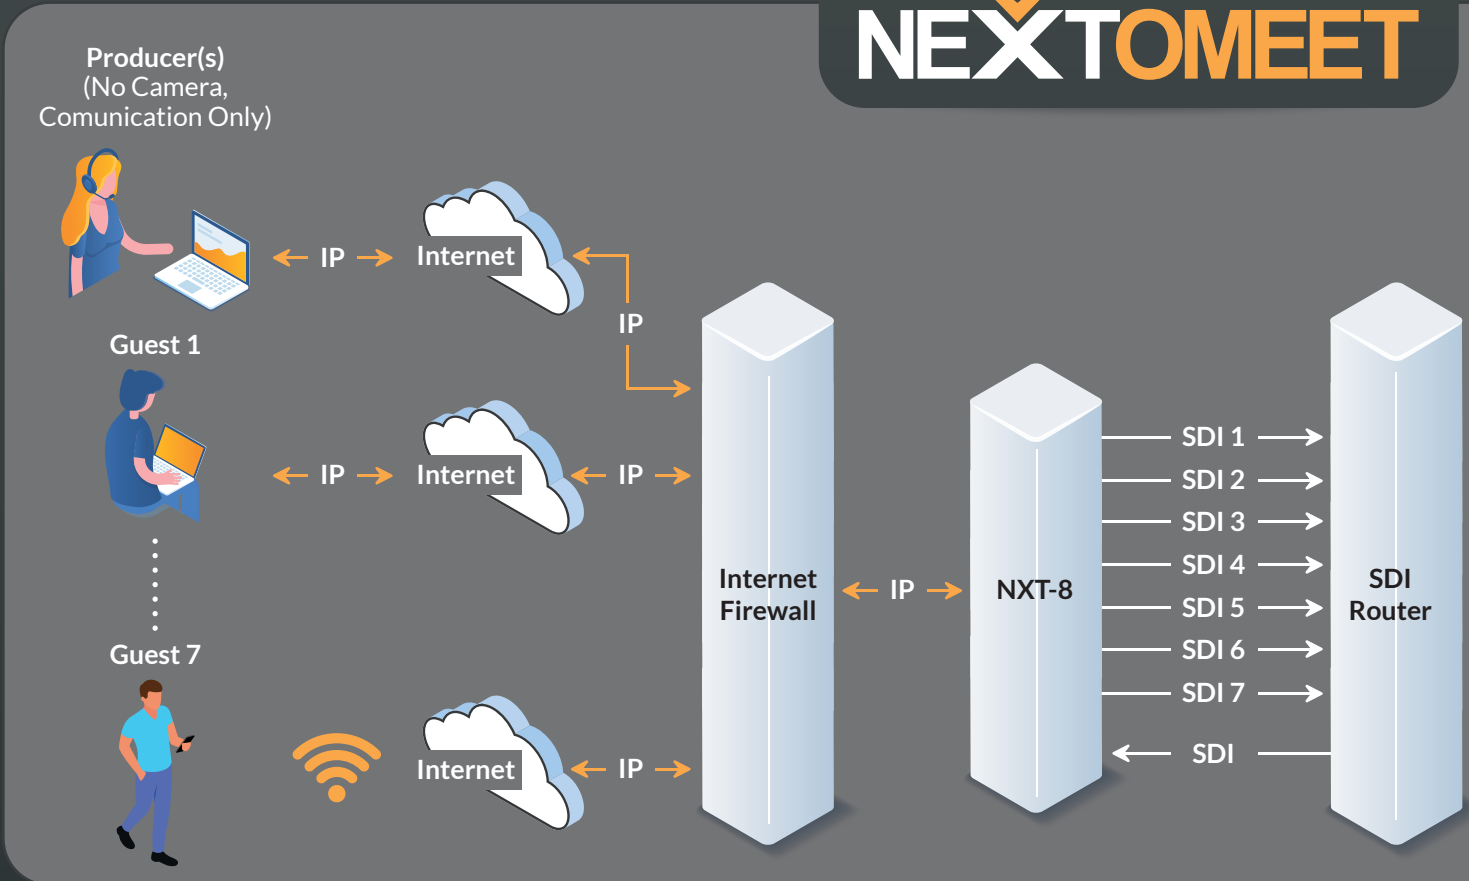 NEXTOMEET
Producer(s)
(No Camera,
Comunication Only)
IP
Internet
IP
Guest 1
IP
Internet
IP
Guest 7
Internet
IP
Internet
Firewall
IP
NXT-8
SDI 1
SDI 2
SDI 3
SDI 4
SDI 5
SDI 6
SDI 7
SDI
SDI
Router